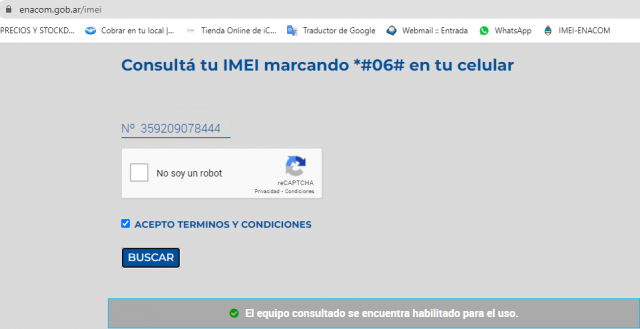 enacom.gob.ar/imei
PRECIOS Y STOCKD... Cobrar en tu local |... Tienda Online de iC... Traductor de Google Webmail :: Entrada WhatsApp IMEI-ENACOM
Consultá tu IMEI marcando *#06# en tu celular
Nº 359209078444
No soy un robot
reCAPTCHA
Privacidad - Condiciones
ACEPTO TERMINOS Y CONDICIONES
BUSCAR
El equipo consultado se encuentra habilitado para el uso.